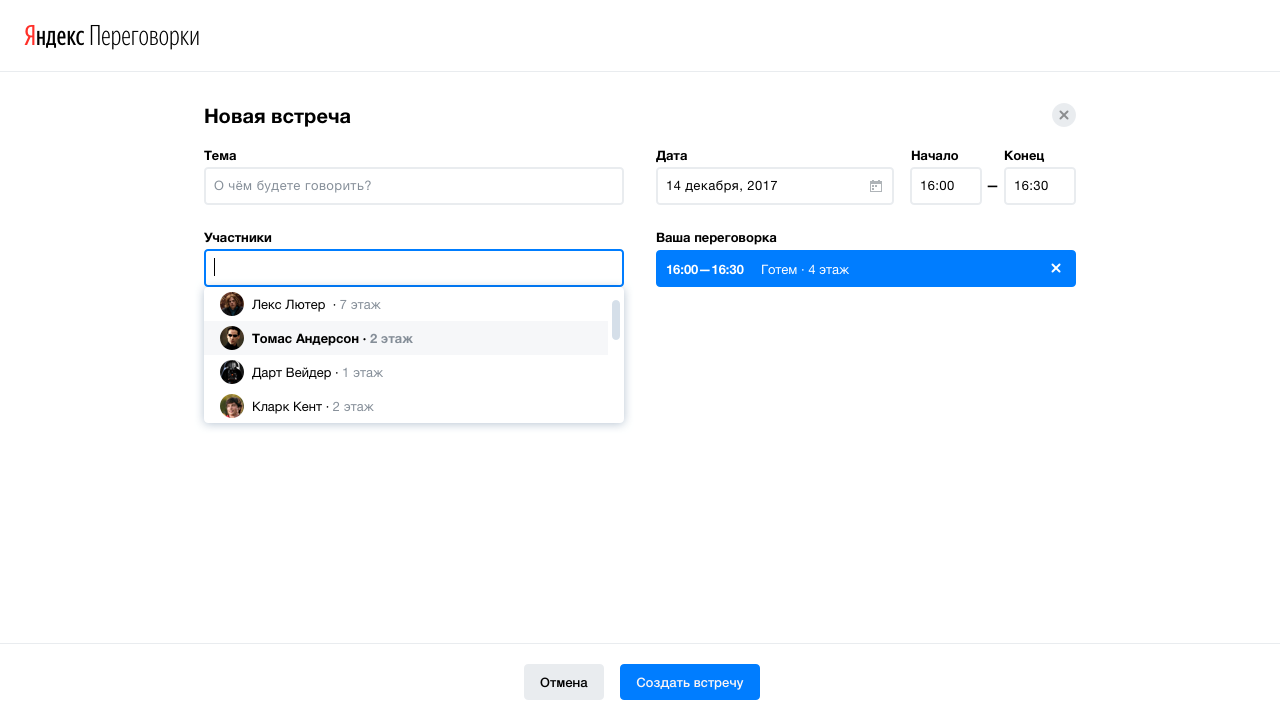 Яндекс Переговорки
Новая встреча
Тема
О чём будете говорить?
Дата
14 декабря, 2017
Начало
16:00
—
Конец
16:30
Участники
Лекс Лютер · 7 этаж
Томас Андерсон · 2 этаж
Дарт Вейдер · 1 этаж
Кларк Кент · 2 этаж
Ваша переговорка
16:00—16:30 Готем · 4 этаж
Отмена
Создать встречу